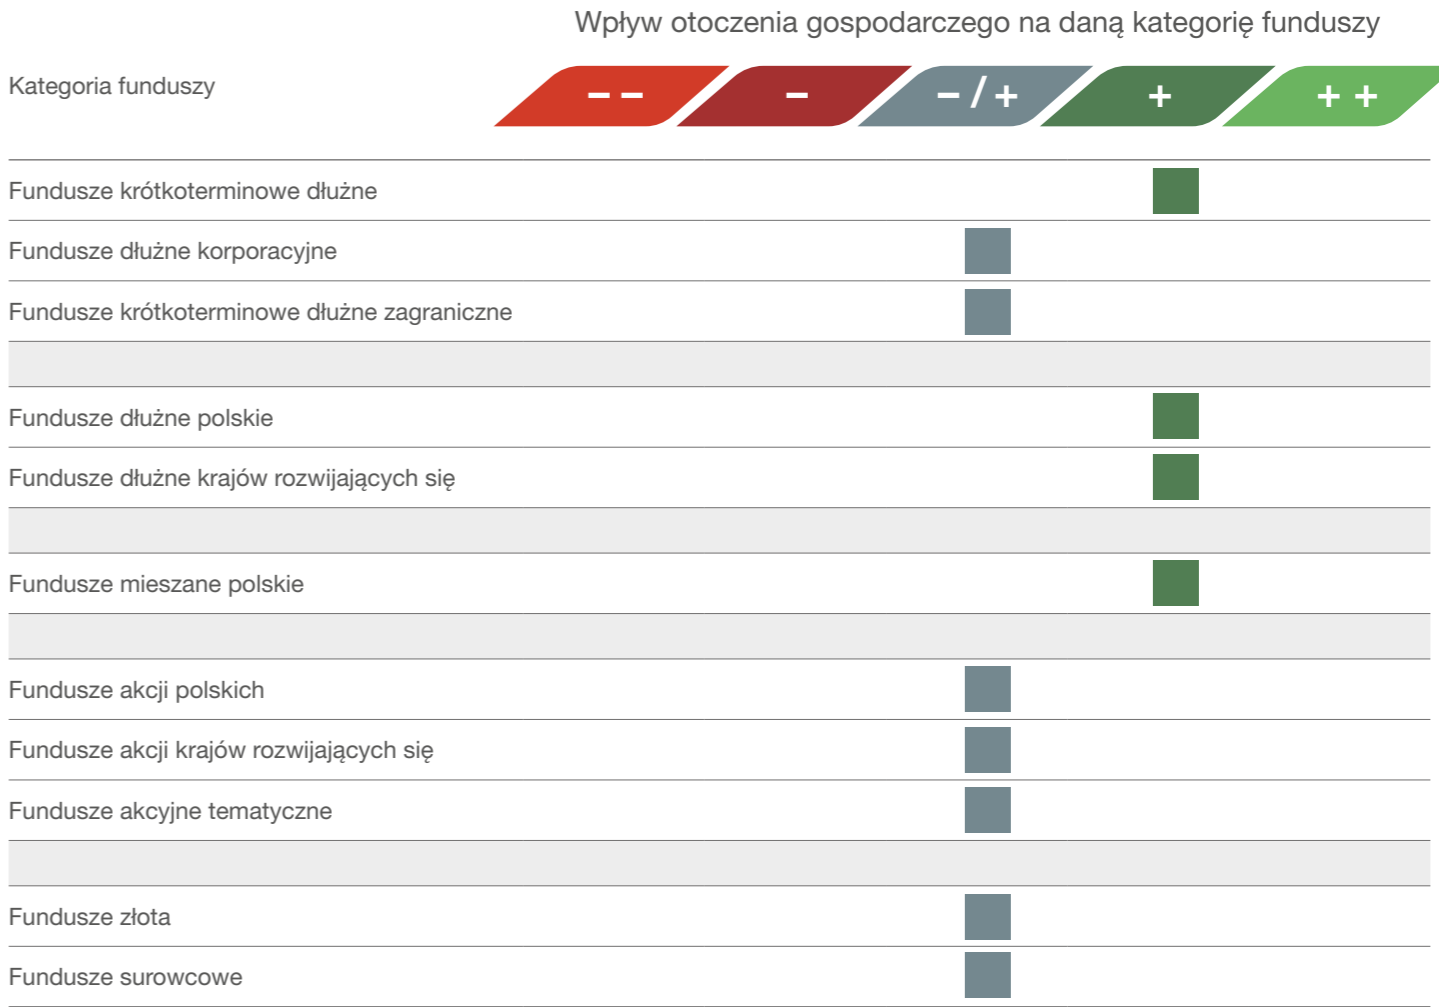 Wpływ otoczenia gospodarczego na daną kategorię funduszy
Kategoria funduszy
– – – – / + + + +
Fundusze krótkoterminowe dłużne
Fundusze dłużne korporacyjne
Fundusze krótkoterminowe dłużne zagraniczne
Fundusze dłużne polskie
Fundusze dłużne krajów rozwijających się
Fundusze mieszane polskie
Fundusze akcji polskich
Fundusze akcji krajów rozwijających się
Fundusze akcyjne tematyczne
Fundusze złota
Fundusze surowcowe